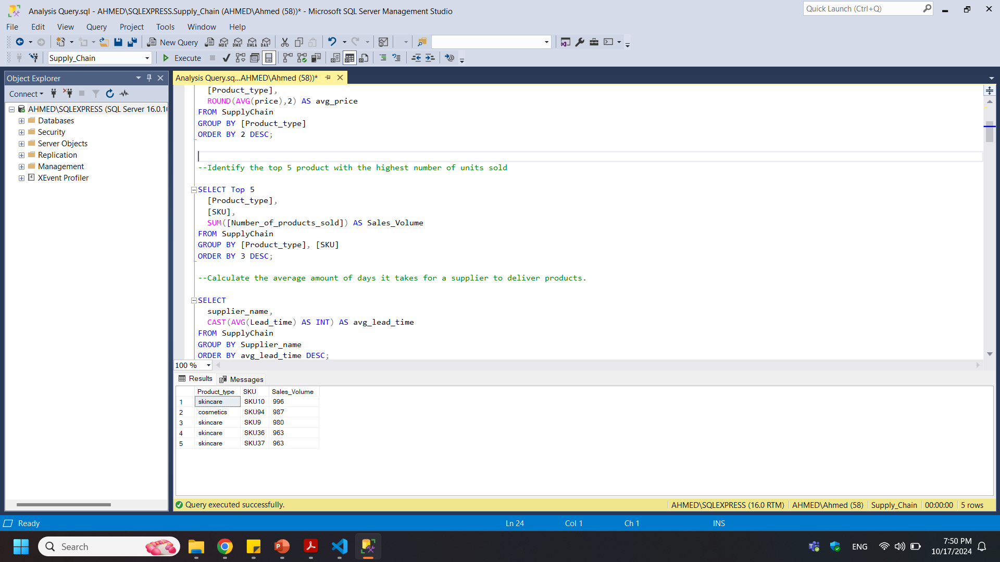 Analysis Query.sql - AHMED\SQLEXPRESS.Supply_Chain (AHMED\Ahmed (58))* - Microsoft SQL Server Management Studio
Quick Launch (Ctrl+Q)
File Edit View Query Project Tools Window Help
New Query MDX DMX XMLA DAX
Supply_Chain Execute
Object Explorer
Connect
AHMED\SQLEXPRESS (SQL Server 16.0.10
Databases
Security
Server Objects
Replication
Management
XEvent Profiler
Analysis Query.sq...AHMED\Ahmed (58))*
[Product_type],
ROUND(AVG(price),2) AS avg_price
FROM SupplyChain
GROUP BY [Product_type]
ORDER BY 2 DESC;
--Identify the top 5 product with the highest number of units sold
SELECT Top 5
[Product_type],
[SKU],
SUM([Number_of_products_sold]) AS Sales_Volume
FROM SupplyChain
GROUP BY [Product_type], [SKU]
ORDER BY 3 DESC;
--Calculate the average amount of days it takes for a supplier to deliver products.
SELECT
supplier_name,
CAST(AVG(Lead_time) AS INT) AS avg_lead_time
FROM SupplyChain
GROUP BY Supplier_name
ORDER BY avg_lead_time DESC;
100 %
Results Messages
Product_type SKU Sales_Volume
1 skincare SKU10 996
2 cosmetics SKU94 987
3 skincare SKU9 980
4 skincare SKU36 963
5 skincare SKU37 963
Query executed successfully. AHMED\SQLEXPRESS (16.0 RTM) AHMED\Ahmed (58) Supply_Chain 00:00:00 5 rows
Ready Ln 24 Col 1 Ch 1 INS
Search ENG 7:50 PM
10/17/2024